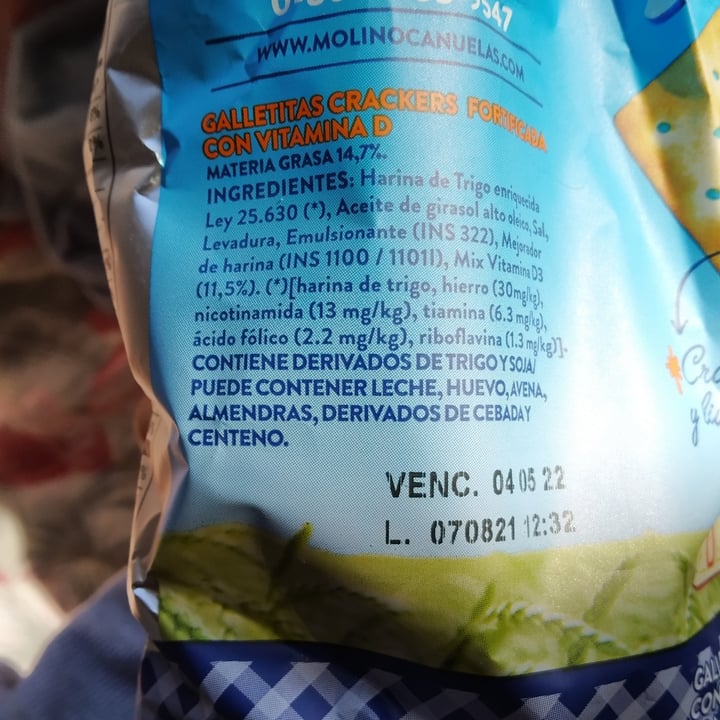 WWW.MOLINOCANUELAS.COM
GALLETITAS CRACKERS FORTIFICADA
CON VITAMINA D
MATERIA GRASA 14,7%.
INGREDIENTES: Harina de Trigo enriquecida
Ley 25.630 (*), Aceite de girasol alto oleico, Sal,
Levadura, Emulsionante (INS 322), Mejorador
de harina (INS 1100 / 1101I), Mix Vitamina D3
(11,5%). (*)[harina de trigo, hierro (30mg/kg),
nicotinamida (13 mg/kg), tiamina (6.3 mg/kg),
ácido fólico (2.2 mg/kg), riboflavina (1.3 mg/kg)].
CONTIENE DERIVADOS DE TRIGO Y SOJA/
PUEDE CONTENER LECHE, HUEVO, AVENA,
ALMENDRAS, DERIVADOS DE CEBADA Y
CENTENO.
VENC. 04 05 22
L. 070821 12:32